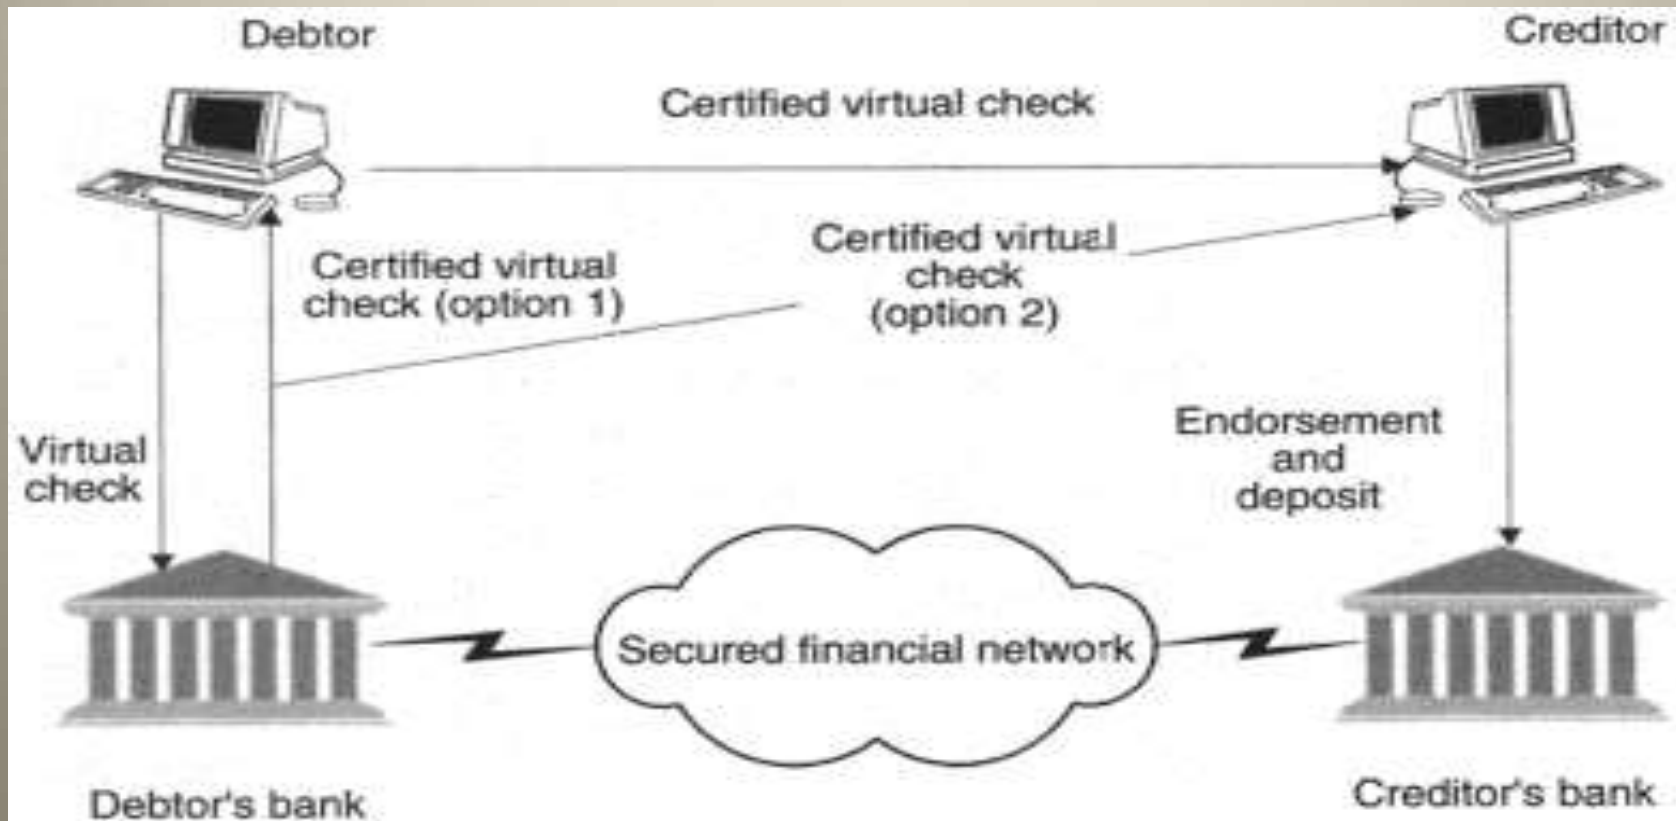 Debtor
Creditor
Certified virtual check
Certified virtual
check (option 1)
Certified virtual
check
(option 2)
Virtual
check
Endorsement
and
deposit
Secured financial network
Debtor's bank
Creditor's bank